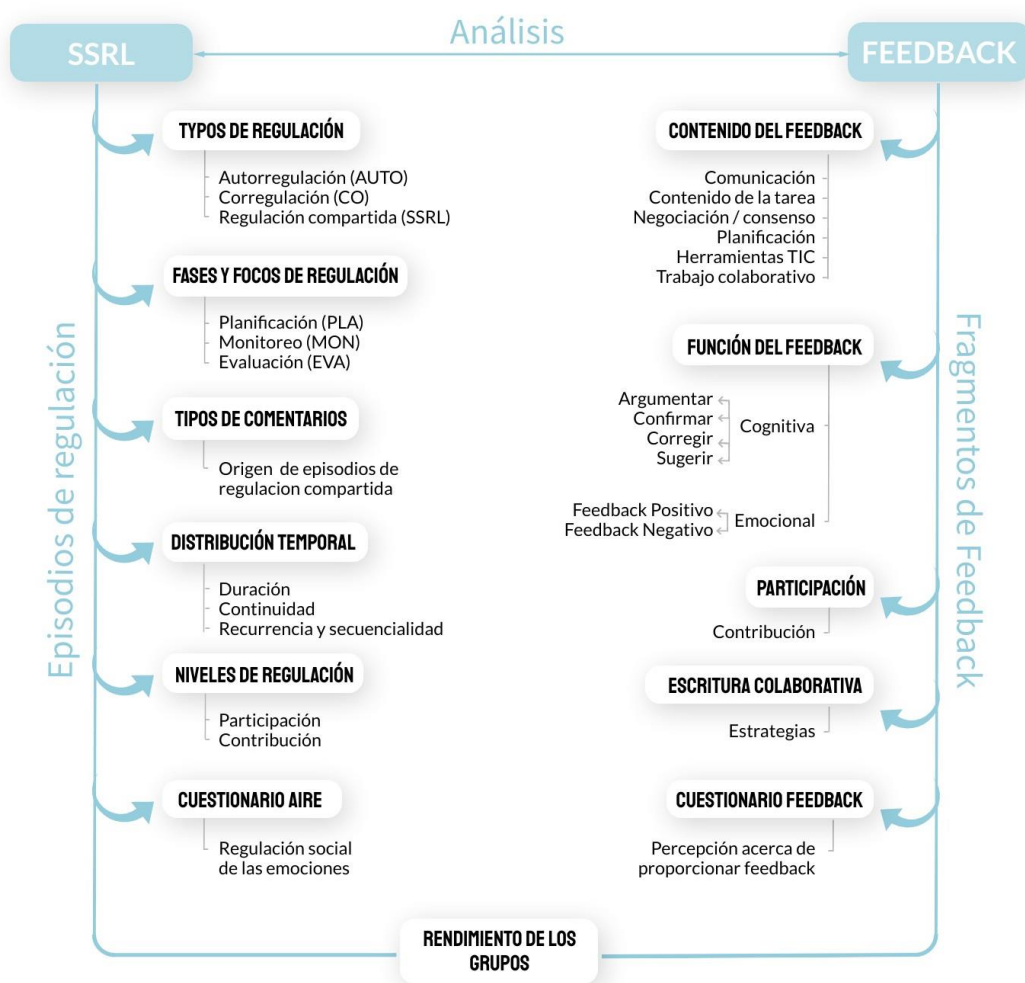 Análisis
SSRL
FEEDBACK
Episodios de regulación
TYPOS DE REGULACIÓN
Autorregulación (AUTO)
Corregulación (CO)
Regulación compartida (SSRL)
FASES Y FOCOS DE REGULACIÓN
Planificación (PLA)
Monitoreo (MON)
Evaluación (EVA)
TIPOS DE COMENTARIOS
Origen de episodios de
regulacion compartida
DISTRIBUCIÓN TEMPORAL
Duración
Continuidad
Recurrencia y secuencialidad
NIVELES DE REGULACIÓN
Participación
Contribución
CUESTIONARIO AIRE
Regulación social
de las emociones
CONTENIDO DEL FEEDBACK
Comunicación
Contenido de la tarea
Negociación / consenso
Planificación
Herramientas TIC
Trabajo colaborativo
FUNCIÓN DEL FEEDBACK
Argumentar
Confirmar
Corregir
Sugerir
Cognitiva
Feedback Positivo
Feedback Negativo
Emocional
PARTICIPACIÓN
Contribución
ESCRITURA COLABORATIVA
Estrategias
CUESTIONARIO FEEDBACK
Percepción acerca de
proporcionar feedback
Fragmentos de Feedback
RENDIMIENTO DE LOS
GRUPOS